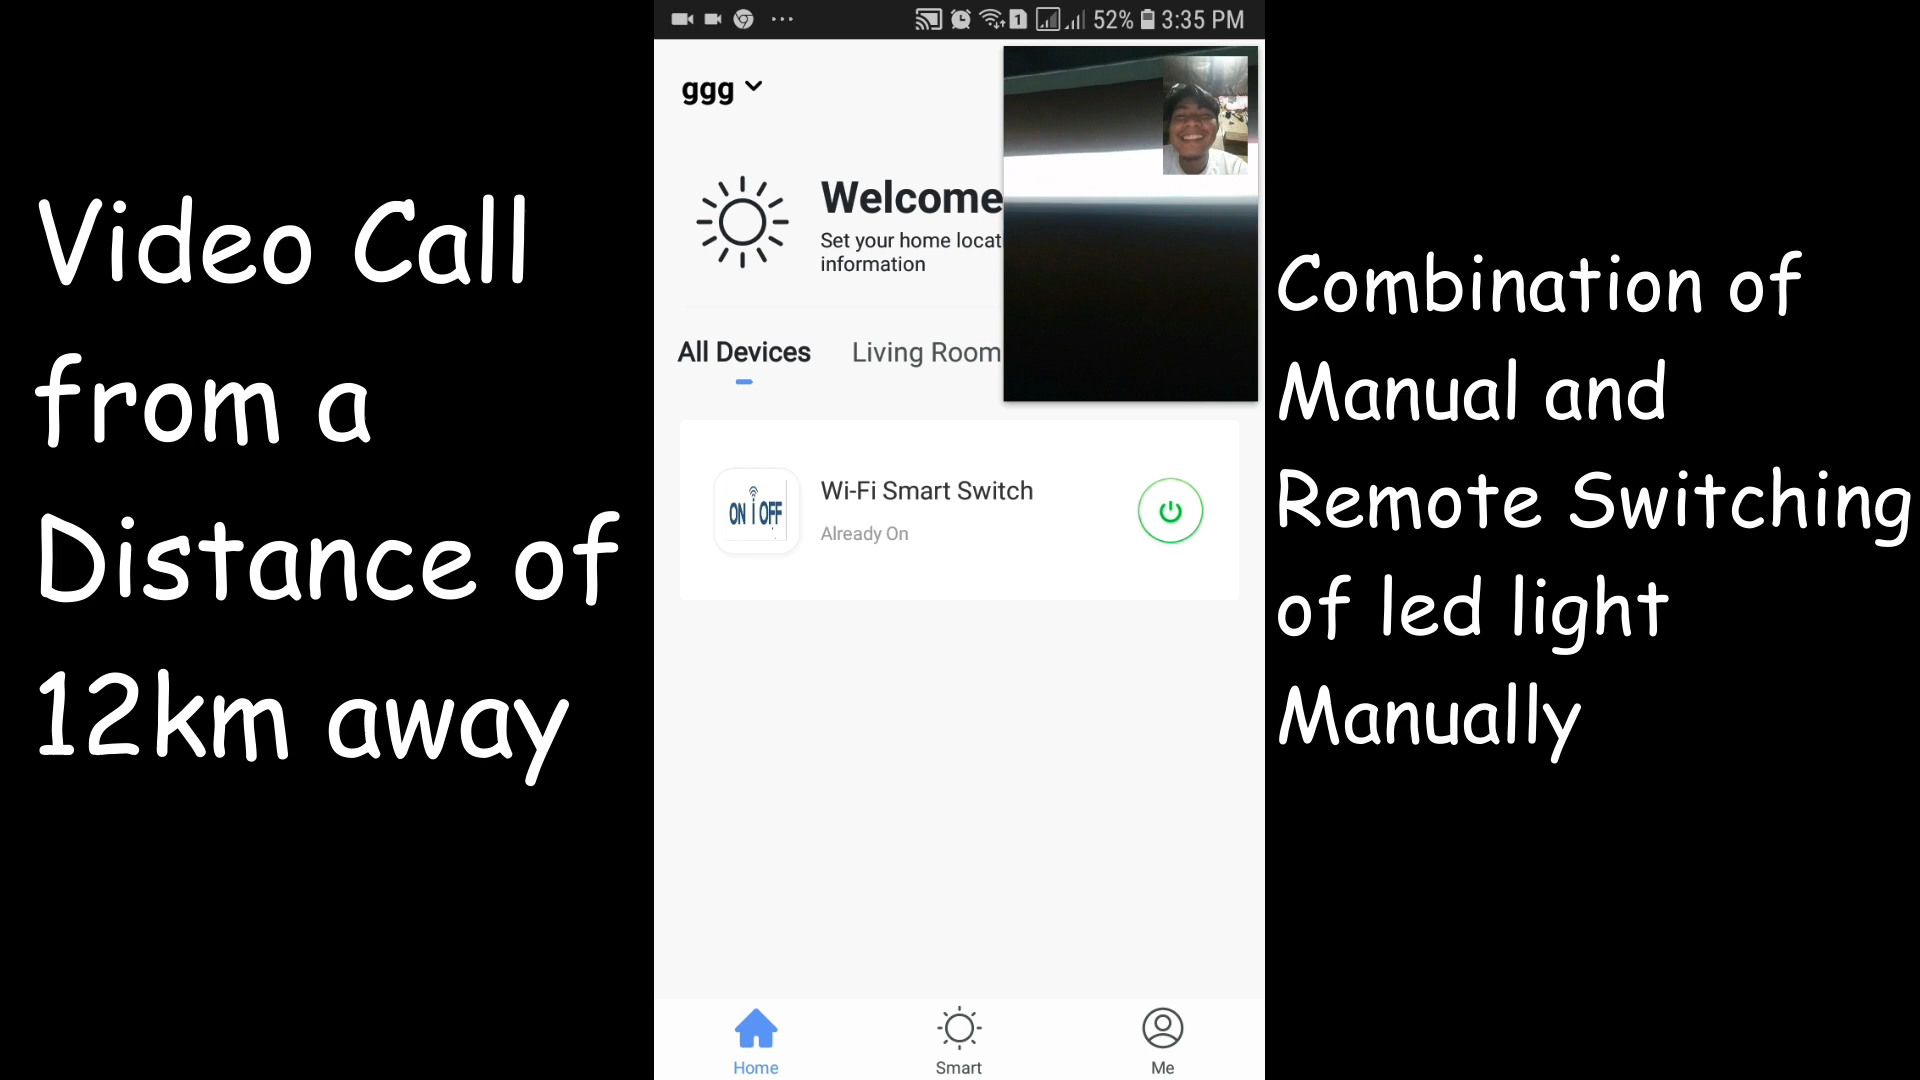 Video Call
from a
Distance of
12km away
1
52%
3:35 PM
ggg
Welcome
Set your home locat
information
All Devices
Living Room
ON i OFF
Wi-Fi Smart Switch
Already On
Home
Smart
Me
Combination of
Manual and
Remote Switching
of led light
Manually